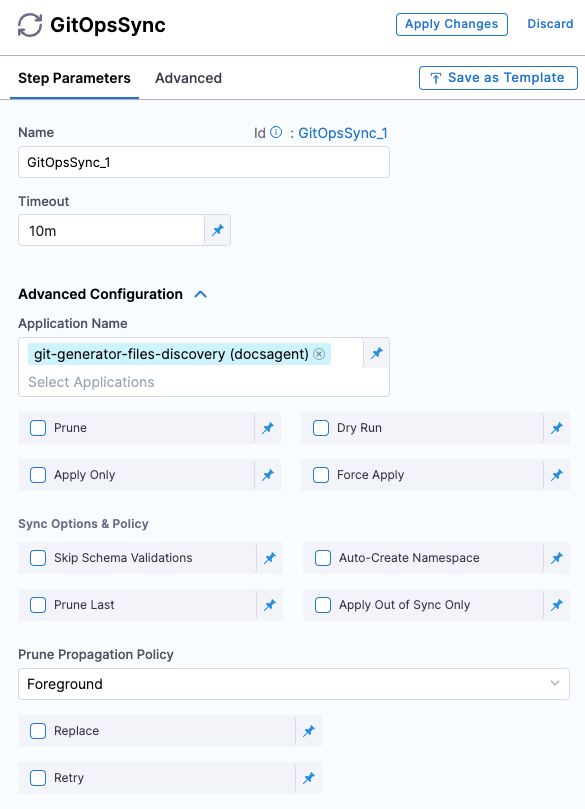 GitOpsSync
Apply Changes
Discard
Step Parameters
Advanced
Save as Template
Name
Id : GitOpsSync_1
GitOpsSync_1
Timeout
10m
Advanced Configuration
Application Name
git-generator-files-discovery (docsagent)
Select Applications
Prune
Dry Run
Apply Only
Force Apply
Sync Options & Policy
Skip Schema Validations
Auto-Create Namespace
Prune Last
Apply Out of Sync Only
Prune Propagation Policy
Foreground
Replace
Retry